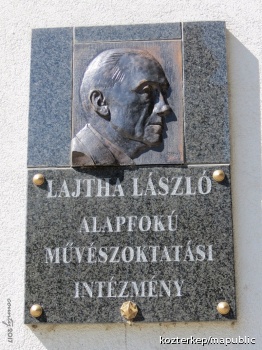 LAJTHA LÁSZLÓ
ALAPFOKÚ
MŰVÉSZOKTATÁSI
INTÉZMÉNY
kozterkep/mapublic